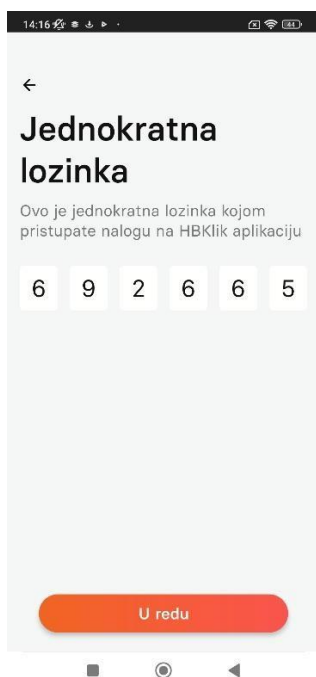 14:16
44
Jednokratna
lozinka
Ovo je jednokratna lozinka kojom
pristupate nalogu na HBKlik aplikaciju
6 9 2 6 6 5
U redu